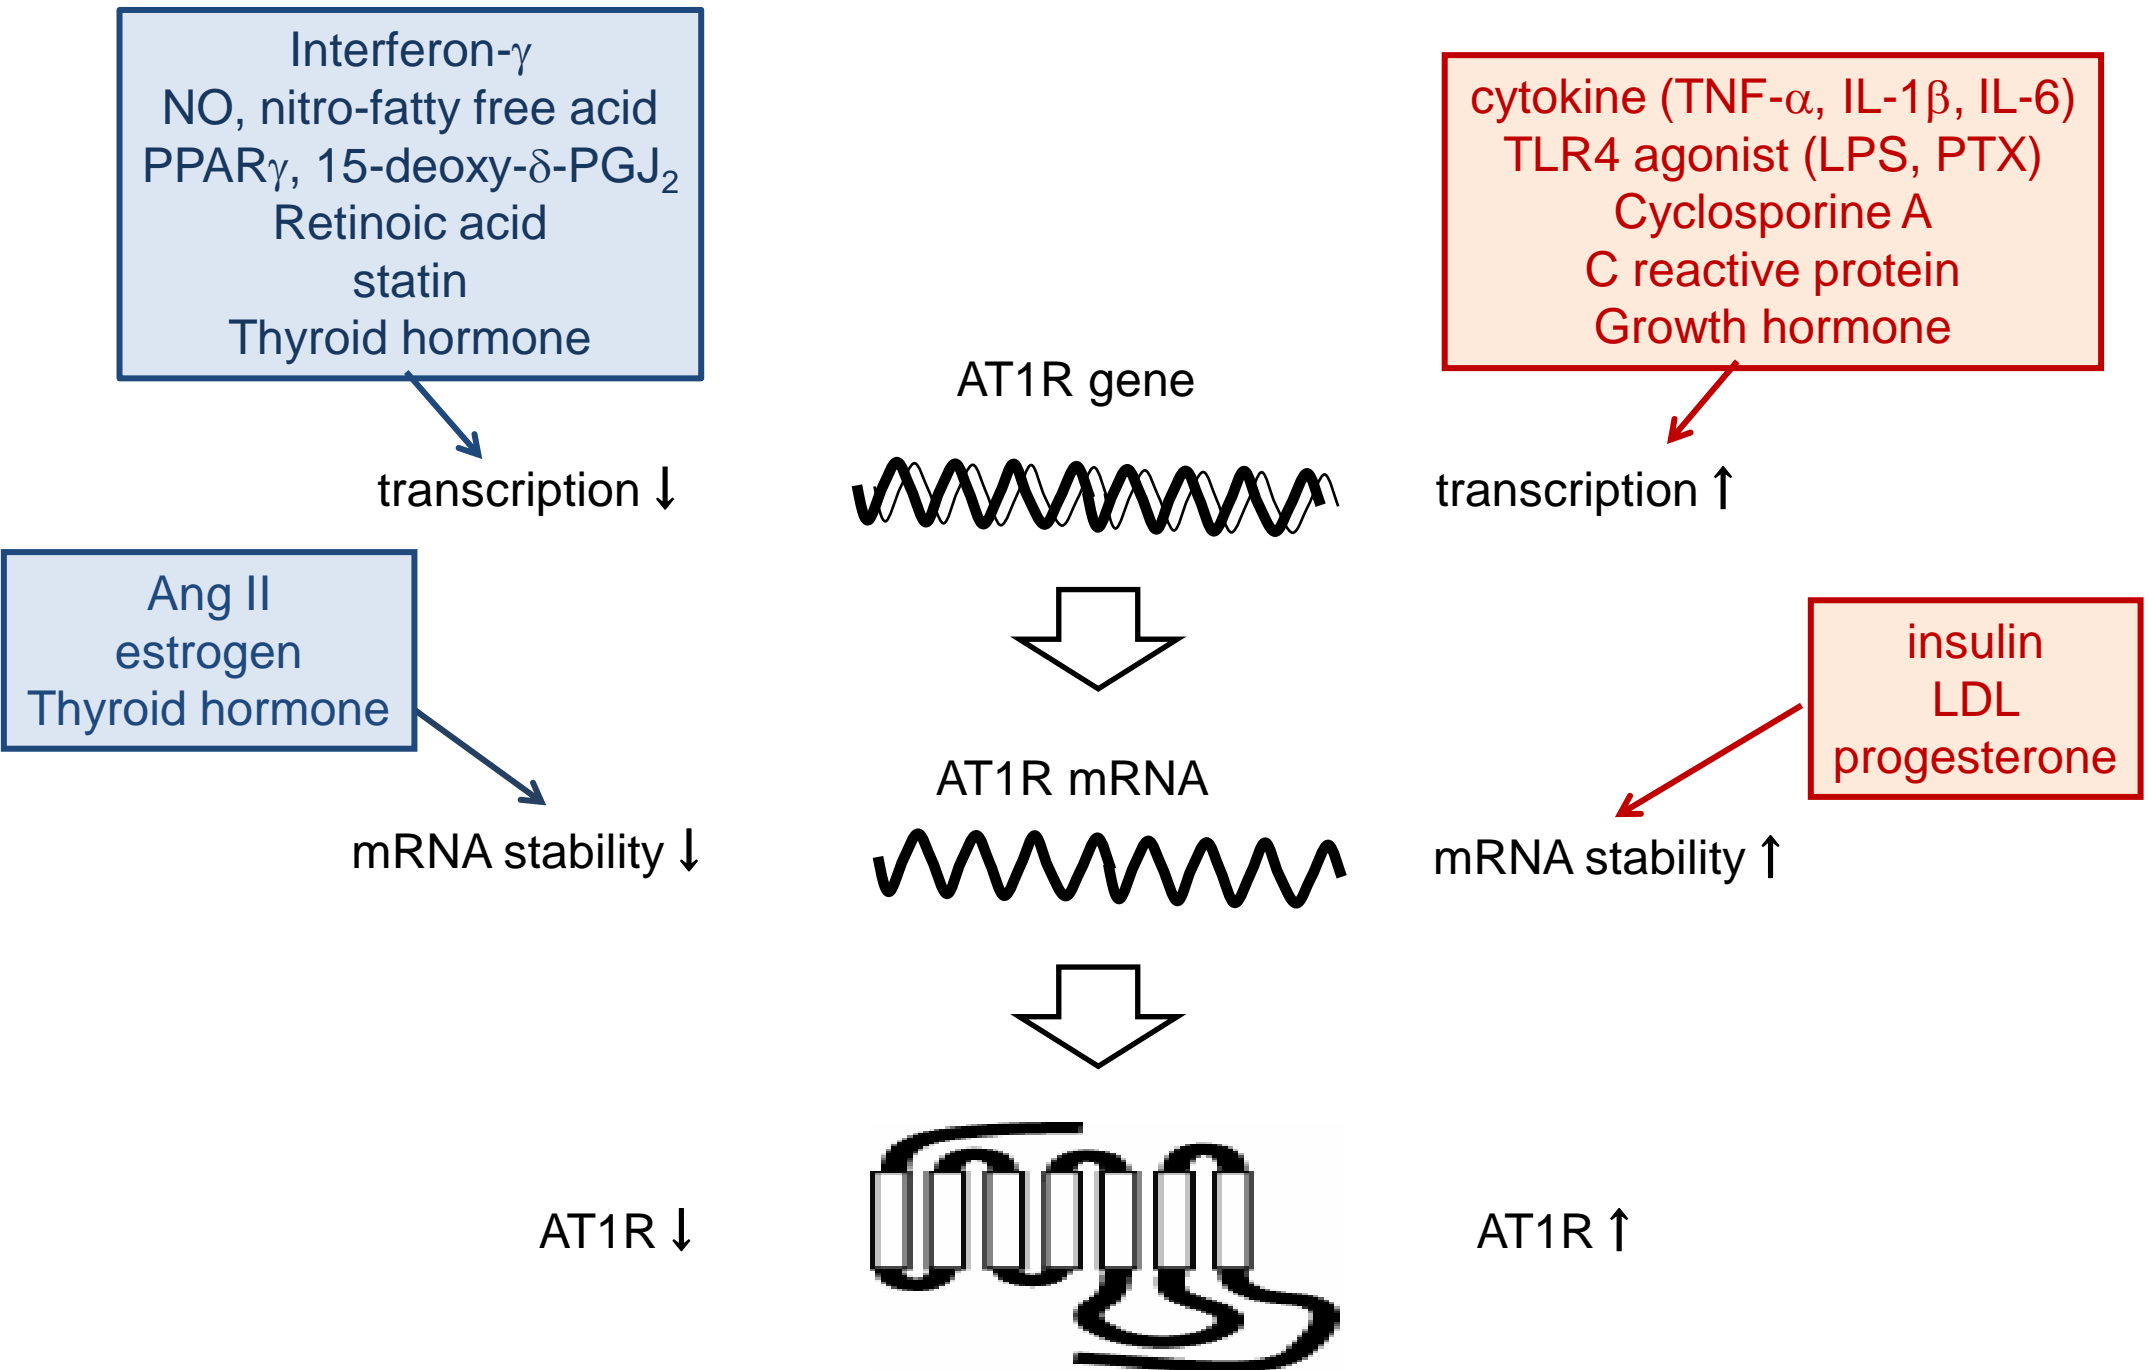 Interferon-γ
NO, nitro-fatty free acid
PPARγ, 15-deoxy-δ-PGJ₂
Retinoic acid
statin
Thyroid hormone
cytokine (TNF-α, IL-1β, IL-6)
TLR4 agonist (LPS, PTX)
Cyclosporine A
C reactive protein
Growth hormone
AT1R gene
transcription ↓
transcription ↑
Ang II
estrogen
Thyroid hormone
insulin
LDL
progesterone
AT1R mRNA
mRNA stability ↓
mRNA stability ↑
AT1R ↓
AT1R ↑